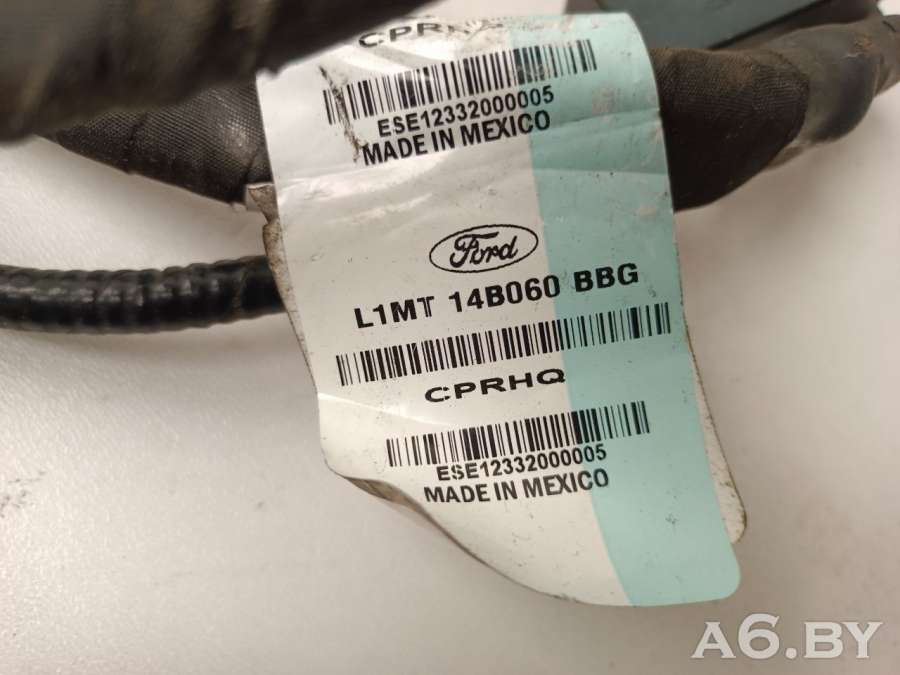 ESE12332000005
MADE IN MEXICO
Ford
L1MT 14B060 BBG
CPRHQ
ESE12332000005
MADE IN MEXICO
A6.BY